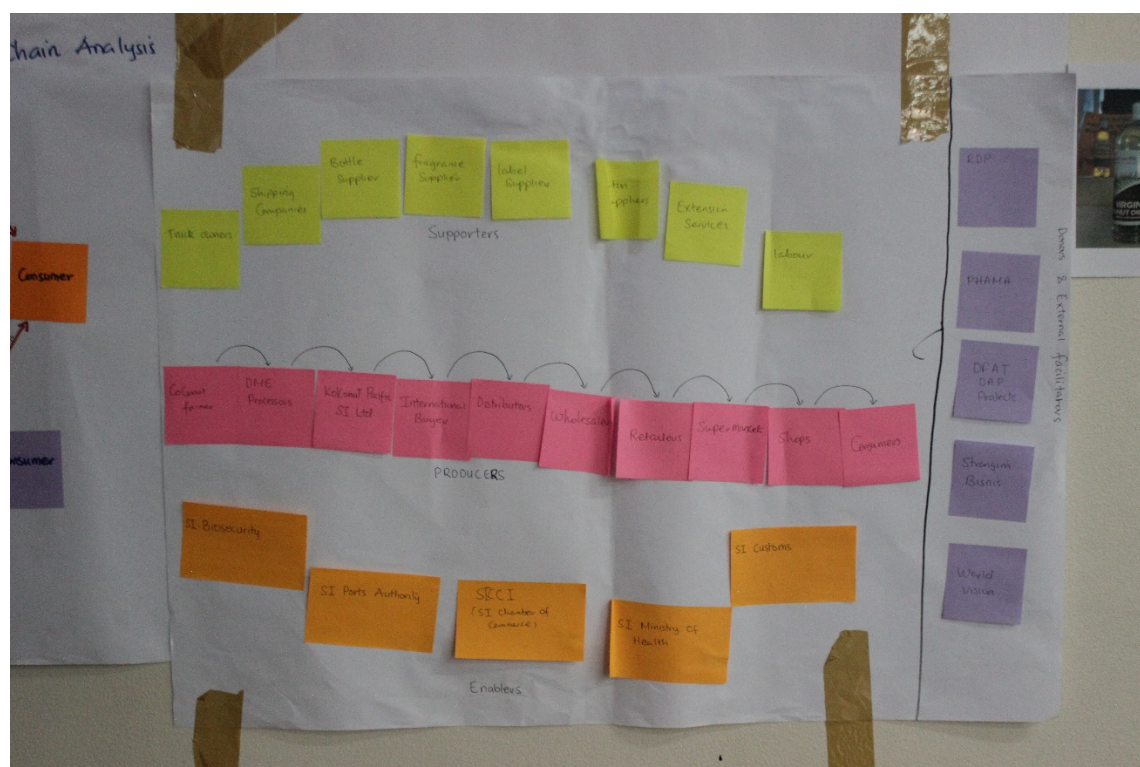 Chain Analysis
Consumer
Truck owners
Shipping
Companies
Bottle
Supplier
fragrance
Supplier
label
Supplier
Extension
Services
labour
Supporters
Coconut
farmer
DME
Processors
Kokonut Pacific
SI Ltd
International
Buyer
Distributors
Wholesaler
Retailers
Supermarket
Shops
Consumers
PRODUCERS
SI Biosecurity
SI Ports Authority
SICCI
(SI Chamber of
Commerce)
SI Ministry of
Health
SI Customs
Enablers
RDP
PHAMA
DFAT
DAP
Projects
Strongim
Bisnis
World
Vision
Donors & External facilitators
VIRGIN